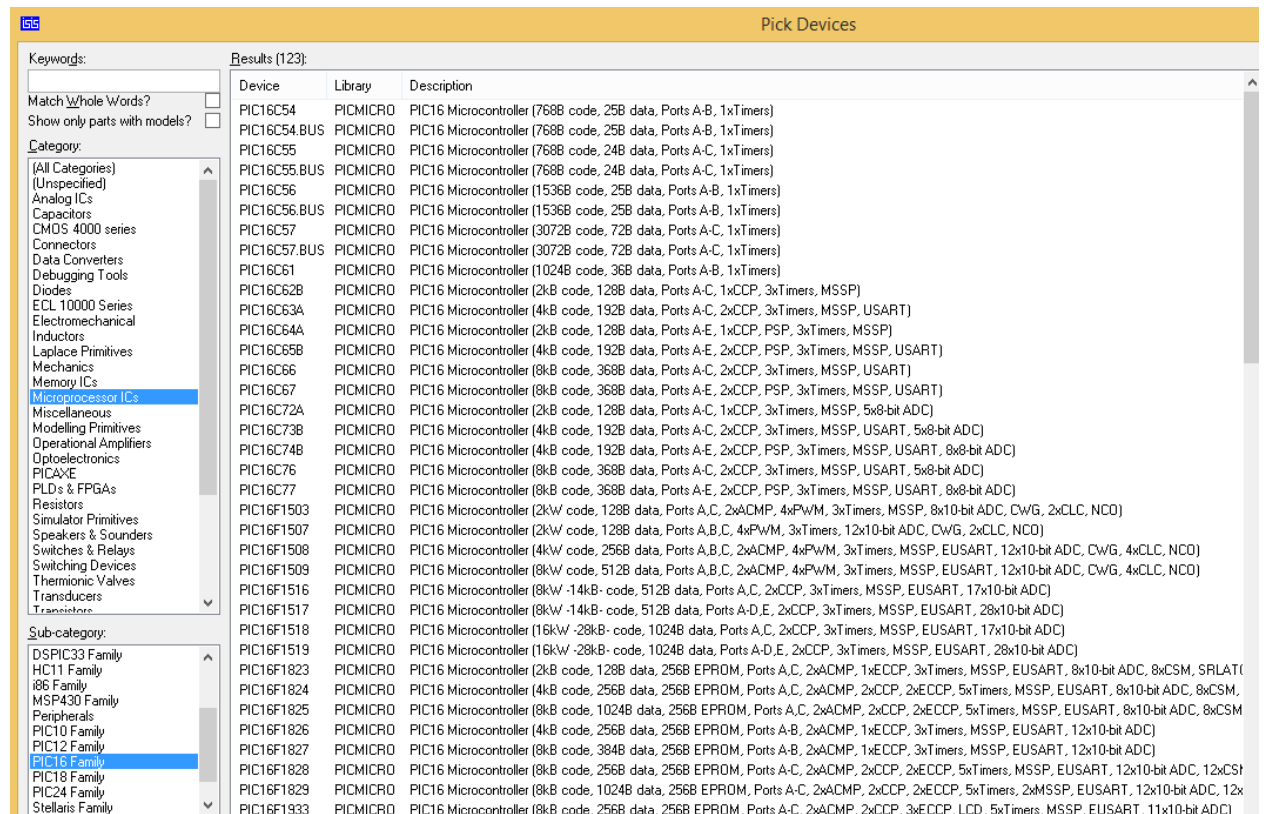 isis
Pick Devices
Keywords:
Match Whole Words?
Show only parts with models?
Category:
(All Categories)
(Unspecified)
Analog ICs
Capacitors
CMOS 4000 series
Connectors
Data Converters
Debugging Tools
Diodes
ECL 10000 Series
Electromechanical
Inductors
Laplace Primitives
Mechanics
Memory ICs
Microprocessor ICs
Miscellaneous
Modelling Primitives
Operational Amplifiers
Optoelectronics
PICAXE
PLDs & FPGAs
Resistors
Simulator Primitives
Speakers & Sounders
Switches & Relays
Switching Devices
Thermionic Valves
Transducers
Transistors
Sub-category:
DSPIC33 Family
HC11 Family
i86 Family
MSP430 Family
Peripherals
PIC10 Family
PIC12 Family
PIC16 Family
PIC18 Family
PIC24 Family
Stellaris Family
Results (123):
Device Library Description
PIC16C54 PICMICRO PIC16 Microcontroller (768B code, 25B data, Ports A-B, 1xTimers)
PIC16C54.BUS PICMICRO PIC16 Microcontroller (768B code, 25B data, Ports A-B, 1xTimers)
PIC16C55 PICMICRO PIC16 Microcontroller (768B code, 24B data, Ports A-C, 1xTimers)
PIC16C55.BUS PICMICRO PIC16 Microcontroller (768B code, 24B data, Ports A-C, 1xTimers)
PIC16C56 PICMICRO PIC16 Microcontroller (1536B code, 25B data, Ports A-B, 1xTimers)
PIC16C56.BUS PICMICRO PIC16 Microcontroller (1536B code, 25B data, Ports A-B, 1xTimers)
PIC16C57 PICMICRO PIC16 Microcontroller (3072B code, 72B data, Ports A-C, 1xTimers)
PIC16C57.BUS PICMICRO PIC16 Microcontroller (3072B code, 72B data, Ports A-C, 1xTimers)
PIC16C61 PICMICRO PIC16 Microcontroller (1024B code, 36B data, Ports A-B, 1xTimers)
PIC16C62B PICMICRO PIC16 Microcontroller (2kB code, 128B data, Ports A-C, 1xCCP, 3xTimers, MSSP)
PIC16C63A PICMICRO PIC16 Microcontroller (4kB code, 192B data, Ports A-C, 2xCCP, 3xTimers, MSSP, USART)
PIC16C64A PICMICRO PIC16 Microcontroller (2kB code, 128B data, Ports A-E, 1xCCP, PSP, 3xTimers, MSSP)
PIC16C65B PICMICRO PIC16 Microcontroller (4kB code, 192B data, Ports A-E, 2xCCP, PSP, 3xTimers, MSSP, USART)
PIC16C66 PICMICRO PIC16 Microcontroller (8kB code, 368B data, Ports A-C, 2xCCP, 3xTimers, MSSP, USART)
PIC16C67 PICMICRO PIC16 Microcontroller (8kB code, 368B data, Ports A-E, 2xCCP, PSP, 3xTimers, MSSP, USART)
PIC16C72A PICMICRO PIC16 Microcontroller (2kB code, 128B data, Ports A-C, 1xCCP, 3xTimers, MSSP, 5x8-bit ADC)
PIC16C73B PICMICRO PIC16 Microcontroller (4kB code, 192B data, Ports A-C, 2xCCP, 3xTimers, MSSP, USART, 5x8-bit ADC)
PIC16C74B PICMICRO PIC16 Microcontroller (4kB code, 192B data, Ports A-E, 2xCCP, PSP, 3xTimers, MSSP, USART, 8x8-bit ADC)
PIC16C76 PICMICRO PIC16 Microcontroller (8kB code, 368B data, Ports A-C, 2xCCP, 3xTimers, MSSP, USART, 5x8-bit ADC)
PIC16C77 PICMICRO PIC16 Microcontroller (8kB code, 368B data, Ports A-E, 2xCCP, PSP, 3xTimers, MSSP, USART, 8x8-bit ADC)
PIC16F1503 PICMICRO PIC16 Microcontroller (2kW code, 128B data, Ports A,C, 2xACMP, 4xPWM, 3xTimers, MSSP, 8x10-bit ADC, CWG, 2xCLC, NCO)
PIC16F1507 PICMICRO PIC16 Microcontroller (2kW code, 128B data, Ports A,B,C, 4xPWM, 3xTimers, 12x10-bit ADC, CWG, 2xCLC, NCO)
PIC16F1508 PICMICRO PIC16 Microcontroller (4kW code, 256B data, Ports A,B,C, 2xACMP, 4xPWM, 3xTimers, MSSP, EUSART, 12x10-bit ADC, CWG, 4xCLC, NCO)
PIC16F1509 PICMICRO PIC16 Microcontroller (8kW code, 512B data, Ports A,B,C, 2xACMP, 4xPWM, 3xTimers, MSSP, EUSART, 12x10-bit ADC, CWG, 4xCLC, NCO)
PIC16F1516 PICMICRO PIC16 Microcontroller (8kW -14kB- code, 512B data, Ports A,C, 2xCCP, 3xTimers, MSSP, EUSART, 17x10-bit ADC)
PIC16F1517 PICMICRO PIC16 Microcontroller (8kW -14kB- code, 512B data, Ports A-D,E, 2xCCP, 3xTimers, MSSP, EUSART, 28x10-bit ADC)
PIC16F1518 PICMICRO PIC16 Microcontroller (16kW -28kB- code, 1024B data, Ports A,C, 2xCCP, 3xTimers, MSSP, EUSART, 17x10-bit ADC)
PIC16F1519 PICMICRO PIC16 Microcontroller (16kW -28kB- code, 1024B data, Ports A-D,E, 2xCCP, 3xTimers, MSSP, EUSART, 28x10-bit ADC)
PIC16F1823 PICMICRO PIC16 Microcontroller (2kB code, 128B data, 256B EPROM, Ports A,C, 2xACMP, 1xECCP, 3xTimers, MSSP, EUSART, 8x10-bit ADC, 8xCSM, SRLAT(
PIC16F1824 PICMICRO PIC16 Microcontroller (4kB code, 256B data, 256B EPROM, Ports A,C, 2xACMP, 2xCCP, 2xECCP, 5xTimers, MSSP, EUSART, 8x10-bit ADC, 8xCSM,
PIC16F1825 PICMICRO PIC16 Microcontroller (8kB code, 1024B data, 256B EPROM, Ports A,C, 2xACMP, 2xCCP, 2xECCP, 5xTimers, MSSP, EUSART, 8x10-bit ADC, 8xCSM
PIC16F1826 PICMICRO PIC16 Microcontroller (4kB code, 256B data, 256B EPROM, Ports A-B, 2xACMP, 1xECCP, 3xTimers, MSSP, EUSART, 12x10-bit ADC)
PIC16F1827 PICMICRO PIC16 Microcontroller (8kB code, 384B data, 256B EPROM, Ports A-B, 2xACMP, 1xECCP, 3xTimers, MSSP, EUSART, 12x10-bit ADC)
PIC16F1828 PICMICRO PIC16 Microcontroller (8kB code, 256B data, 256B EPROM, Ports A-C, 2xACMP, 2xCCP, 2xECCP, 5xTimers, MSSP, EUSART, 12x10-bit ADC, 12xCSM
PIC16F1829 PICMICRO PIC16 Microcontroller (8kB code, 1024B data, 256B EPROM, Ports A-C, 2xACMP, 2xCCP, 2xECCP, 5xTimers, 2xMSSP, EUSART, 12x10-bit ADC, 12x
PIC16F1933 PICMICRO PIC16 Microcontroller (8kB code, 256B data, 256B EPROM, Ports A-C, 2xACMP, 2xCCP, 3xECCP, LCD, 5xTimers, MSSP, EUSART, 11x10-bit ADC)